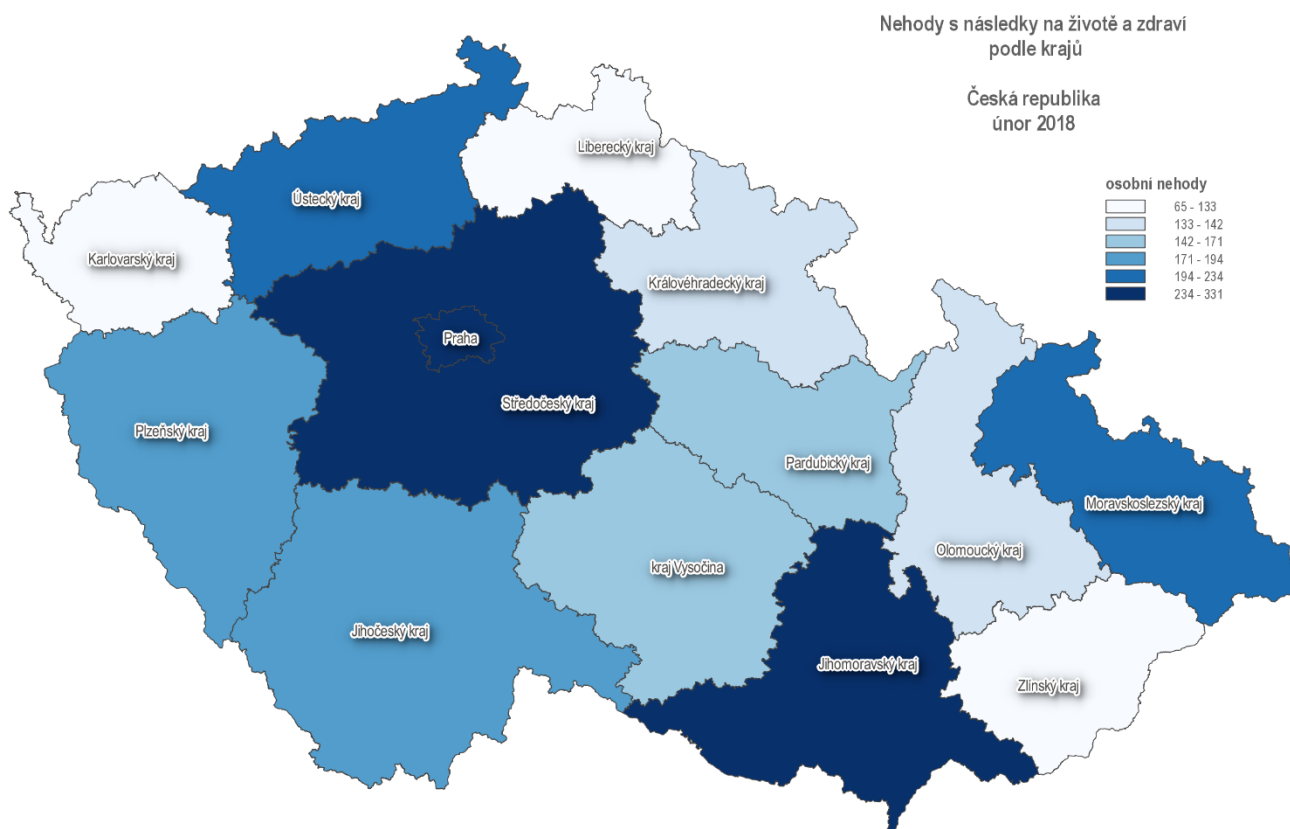 Nehody s následky na životě a zdraví
podle krajů
Česká republika
únor 2018
Liberecký kraj
osobní nehody
65 - 133
133 - 142
142 - 171
171 - 194
194 - 234
234 - 331
Ústecký kraj
Karlovarský kraj
Královéhradecký kraj
Praha
Středočeský kraj
Plzeňský kraj
Pardubický kraj
Moravskoslezský kraj
Olomoucký kraj
kraj Vysočina
Jihočeský kraj
Jihomoravský kraj
Zlínský kraj